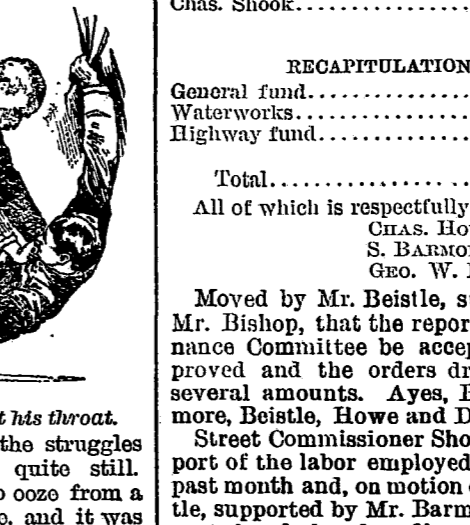 t his throat.
the struggles
quite still.
o ooze from a
e, and it was
Chas. Shook
RECAPITULATION
General fund
Waterworks
Highway fund
Total
All of which is respectfully
CHAS. HO
S. BARMO
GEO. W.
Moved by Mr. Beistle, s
Mr. Bishop, that the repor
nance Committee be accep
proved and the orders dr
several amounts. Ayes, B
more, Beistle, Howe and D
Street Commissioner Sho
port of the labor employed
past month and, on motion
tle, supported by Mr. Barm